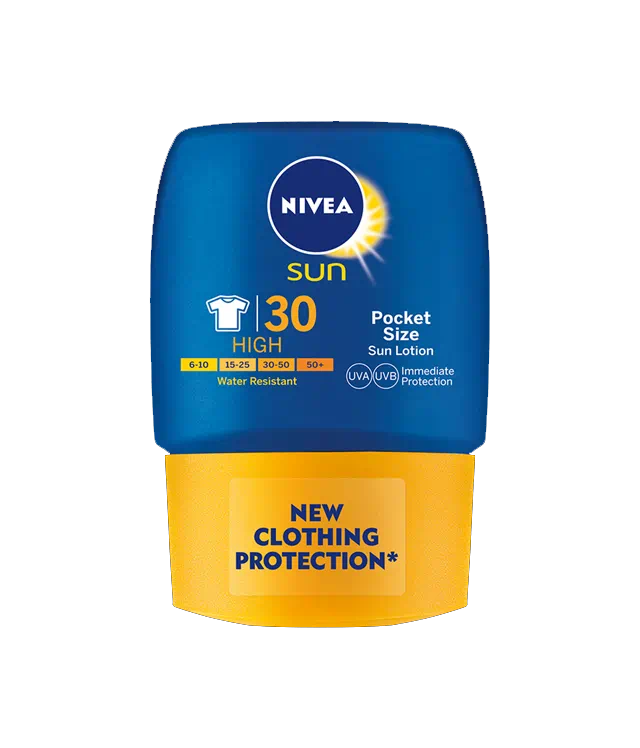 NIVEA
sun
30
HIGH
6-10 15-25 30-50 50+
Water Resistant
Pocket
Size
Sun Lotion
UVA UVB Immediate
Protection
NEW
CLOTHING
PROTECTION*